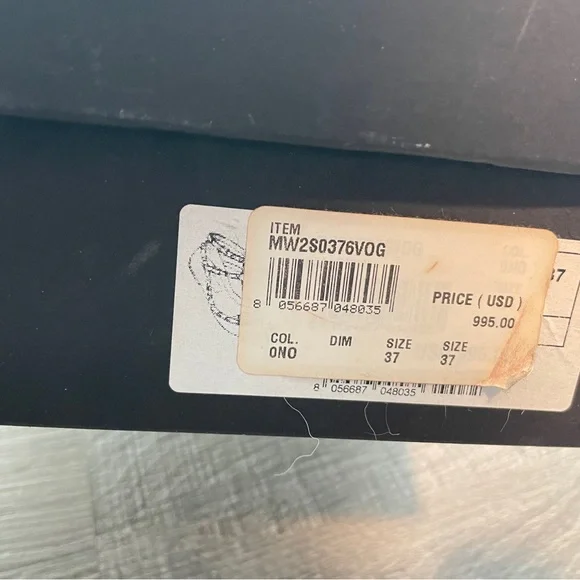 ITEM
MW2S0376VOG
8 056687 048035
PRICE ( USD )
995.00
COL. DIM SIZE SIZE
0NO 37 37
37
8 056687 048035